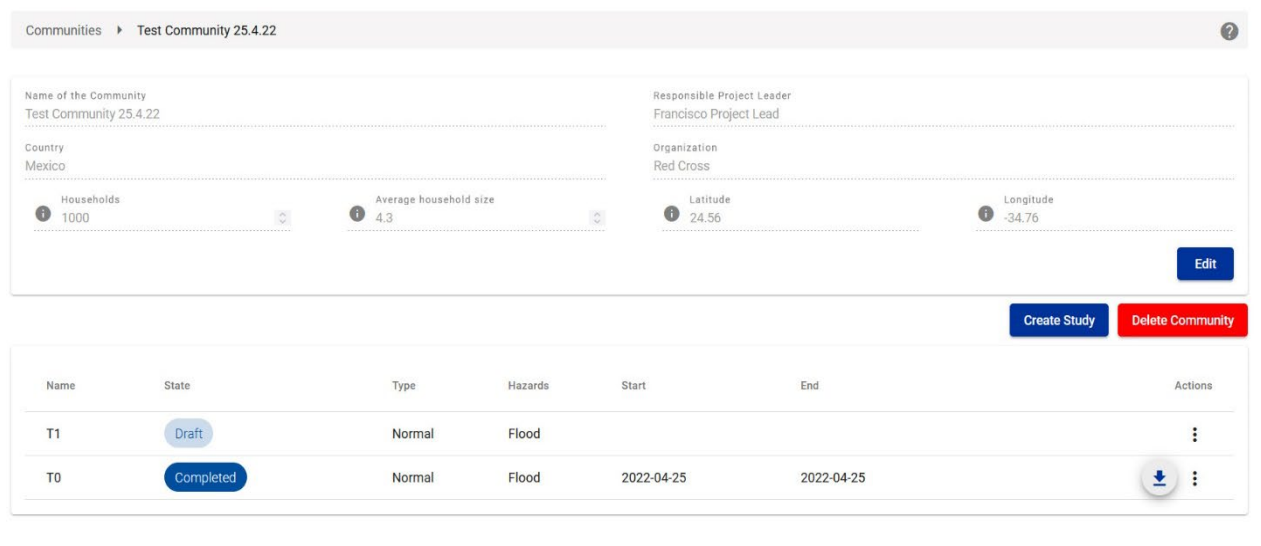 Communities Test Community 25.4.22
Name of the Community Responsible Project Leader
Test Community 25.4.22 Francisco Project Lead
Country Organization
Mexico Red Cross
Households Average household size Latitude Longitude
1000 4.3 24.56 -34.76
Edit
Create Study Delete Community
Name State Type Hazards Start End Actions
T1 Draft Normal Flood
T0 Completed Normal Flood 2022-04-25 2022-04-25